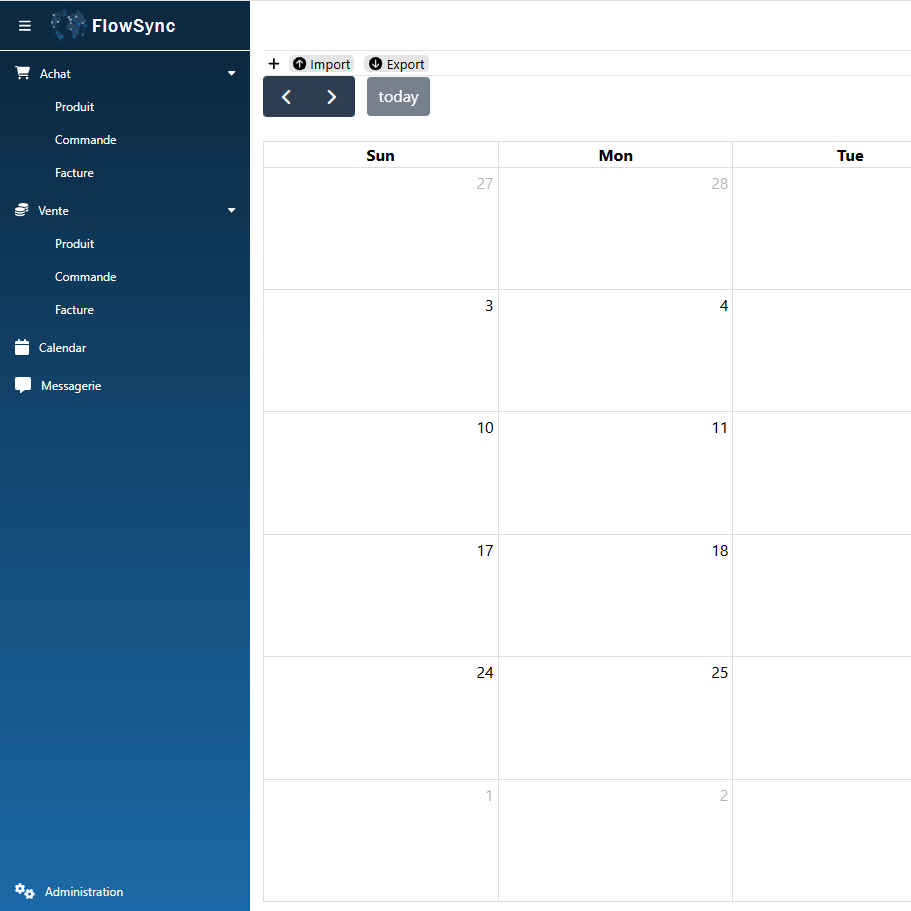 FlowSync
Achat
Produit
Commande
Facture
Vente
Produit
Commande
Facture
Calendar
Messagerie
Administration
+ Import Export
today
Sun Mon Tue
27 28
3 4
10 11
17 18
24 25
1 2